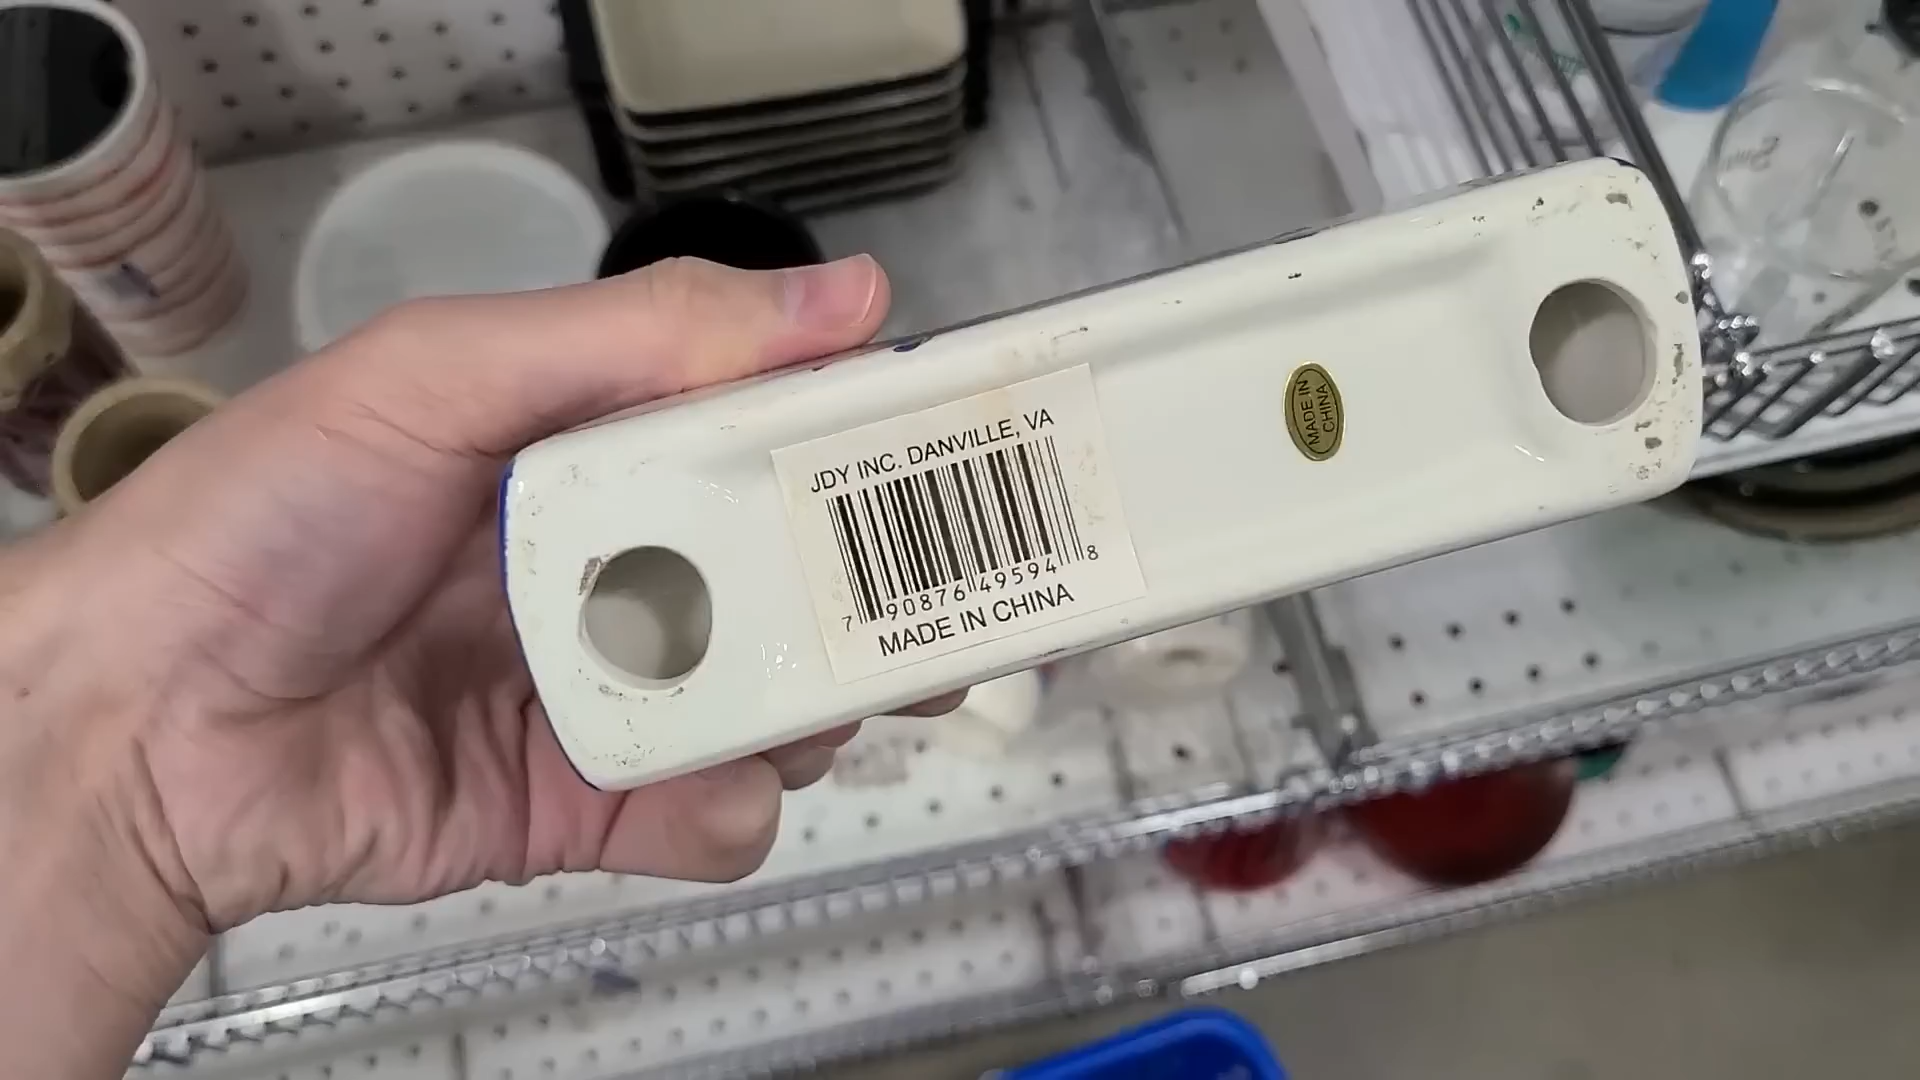 JDY INC. DANVILLE, VA
7 90876 49594 8
MADE IN CHINA
MADE IN
CHINA